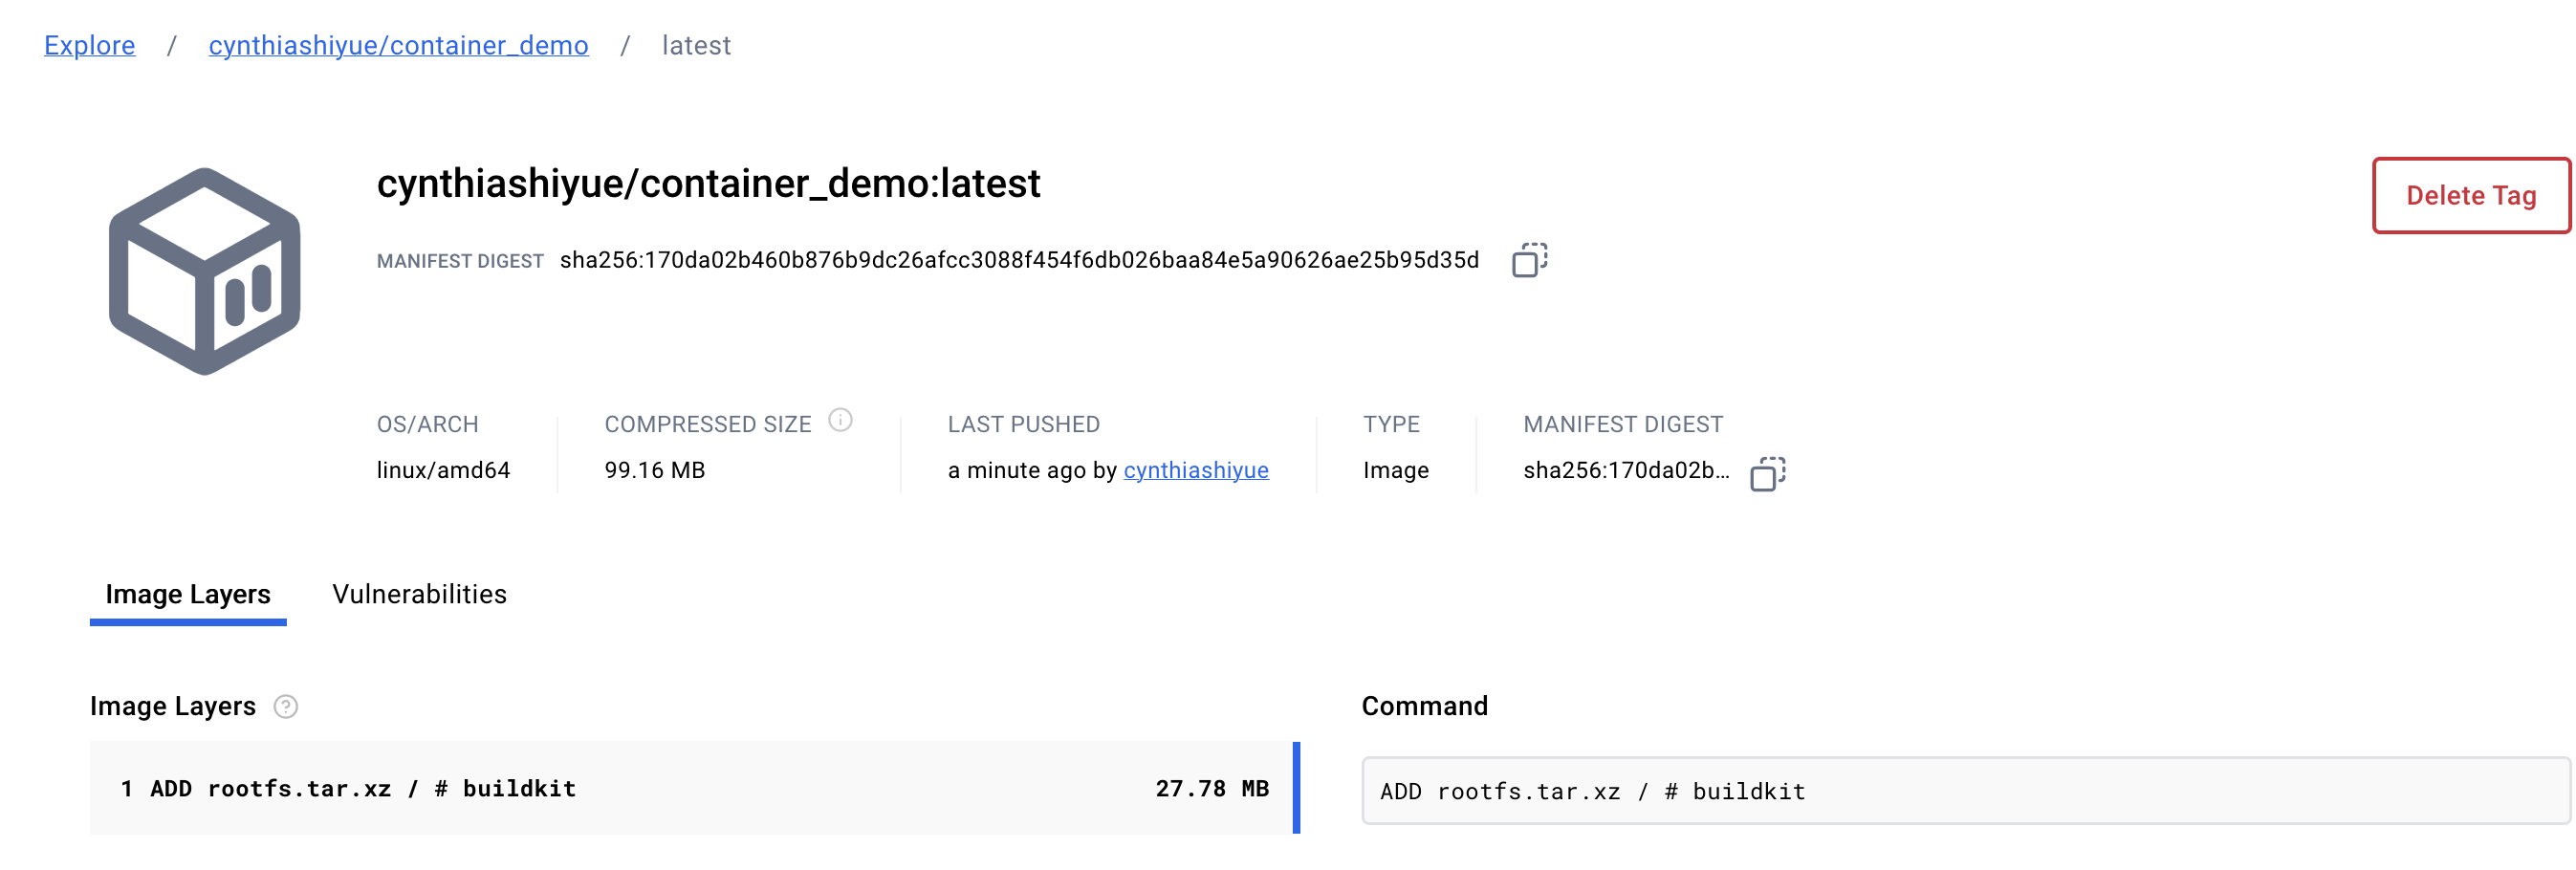 Explore / cynthiashiyue/container_demo / latest
cynthiashiyue/container_demo:latest
Delete Tag
MANIFEST DIGEST sha256:170da02b460b876b9dc26afcc3088f454f6db026baa84e5a90626ae25b95d35d
OS/ARCH
linux/amd64
COMPRESSED SIZE
99.16 MB
LAST PUSHED
a minute ago by cynthiashiyue
TYPE
Image
MANIFEST DIGEST
sha256:170da02b...
Image Layers
Vulnerabilities
Image Layers
1 ADD rootfs.tar.xz / # buildkit 27.78 MB
Command
ADD rootfs.tar.xz / # buildkit